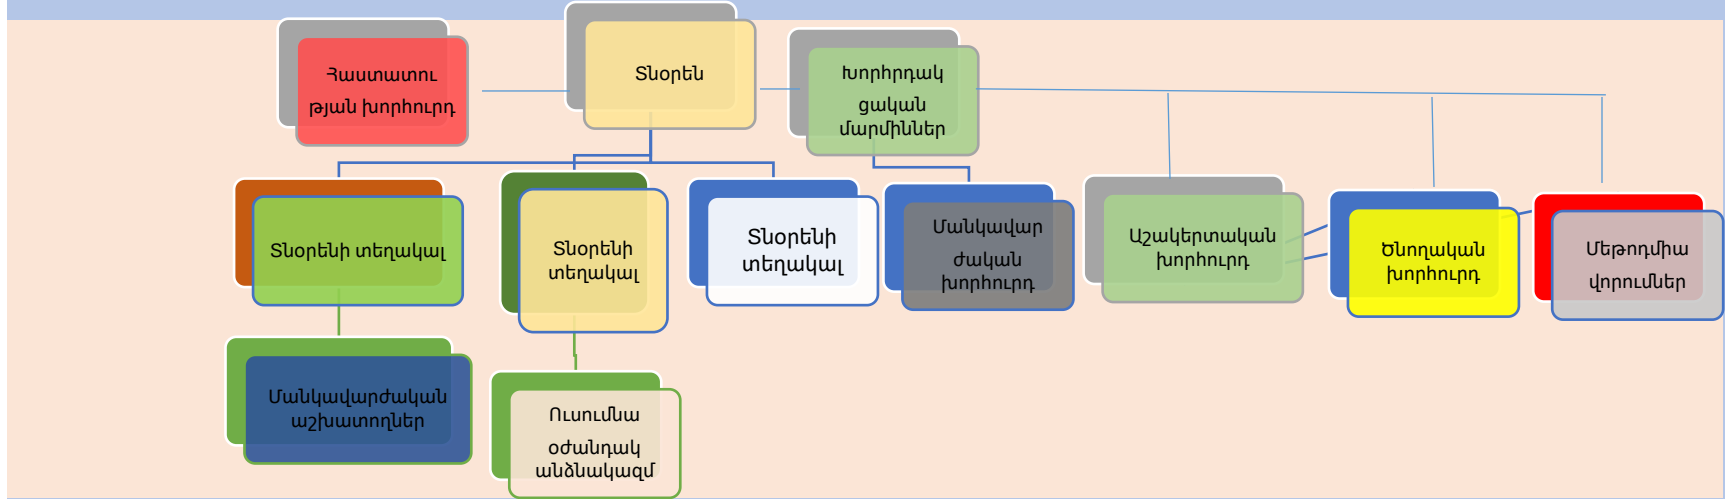 Հաստատու
թյան խորհուրդ
Տնօրեն
Խորհրդակ
ցական
մարմիններ
Տնօրենի տեղակալ
Տնօրենի
տեղակալ
Տնօրենի
տեղակալ
Մանկավար
ժական
խորհուրդ
Աշակերտական
խորհուրդ
Ծնողական
խորհուրդ
Մեթոդմիա
վորումներ
Մանկավարժական
աշխատողներ
Ուսումնա
օժանդակ
անձնակազմ